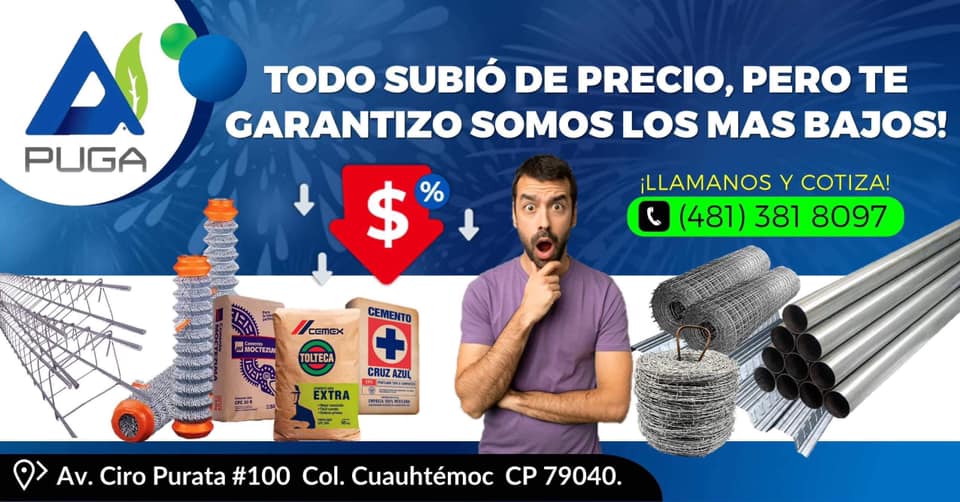 PUGA
TODO SUBIÓ DE PRECIO, PERO TE
GARANTIZO SOMOS LOS MAS BAJOS!
$
%
¡LLAMANOS Y COTIZA!
(481) 381 8097
Cemento
MOCTEZUMA
CEMEX
TOLTECA
EXTRA
CEMENTO
CRUZ AZUL
Av. Ciro Purata #100 Col. Cuauhtémoc CP 79040.